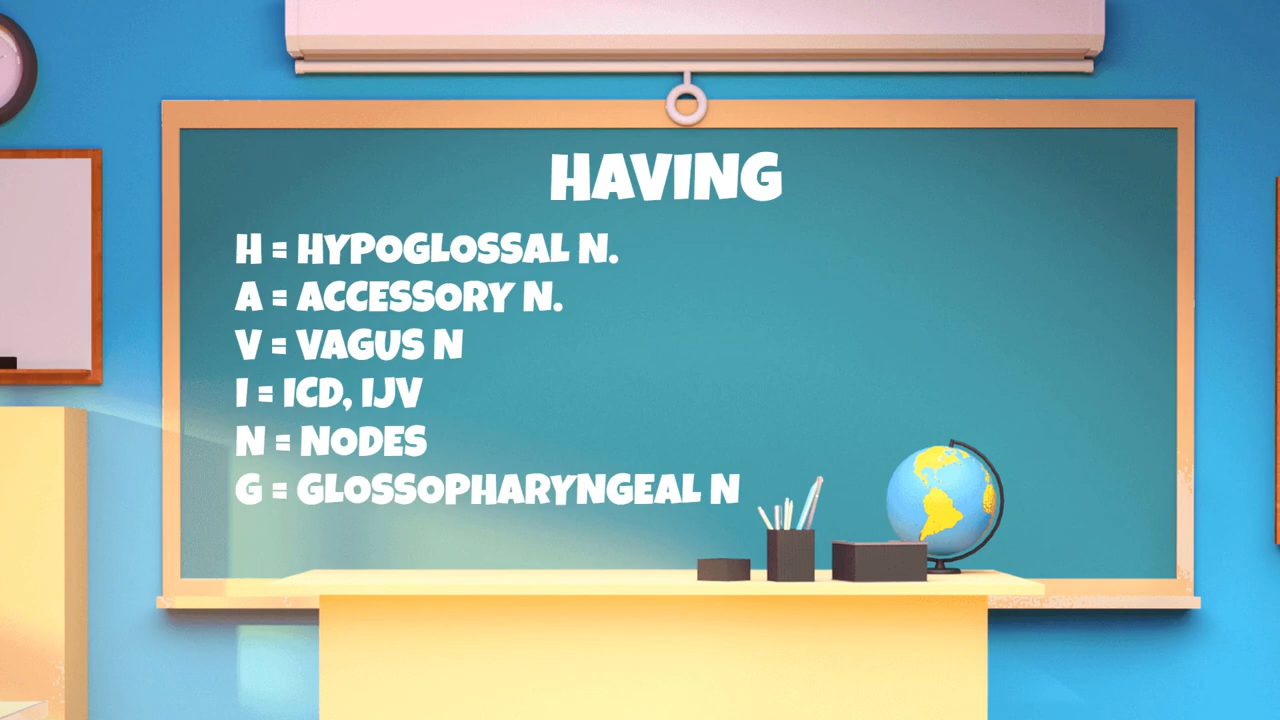 HAVING
H = HYPOGLOSSAL N.
A = ACCESSORY N.
V = VAGUS N
I = ICD, IJV
N = NODES
G = GLOSSOPHARYNGEAL N